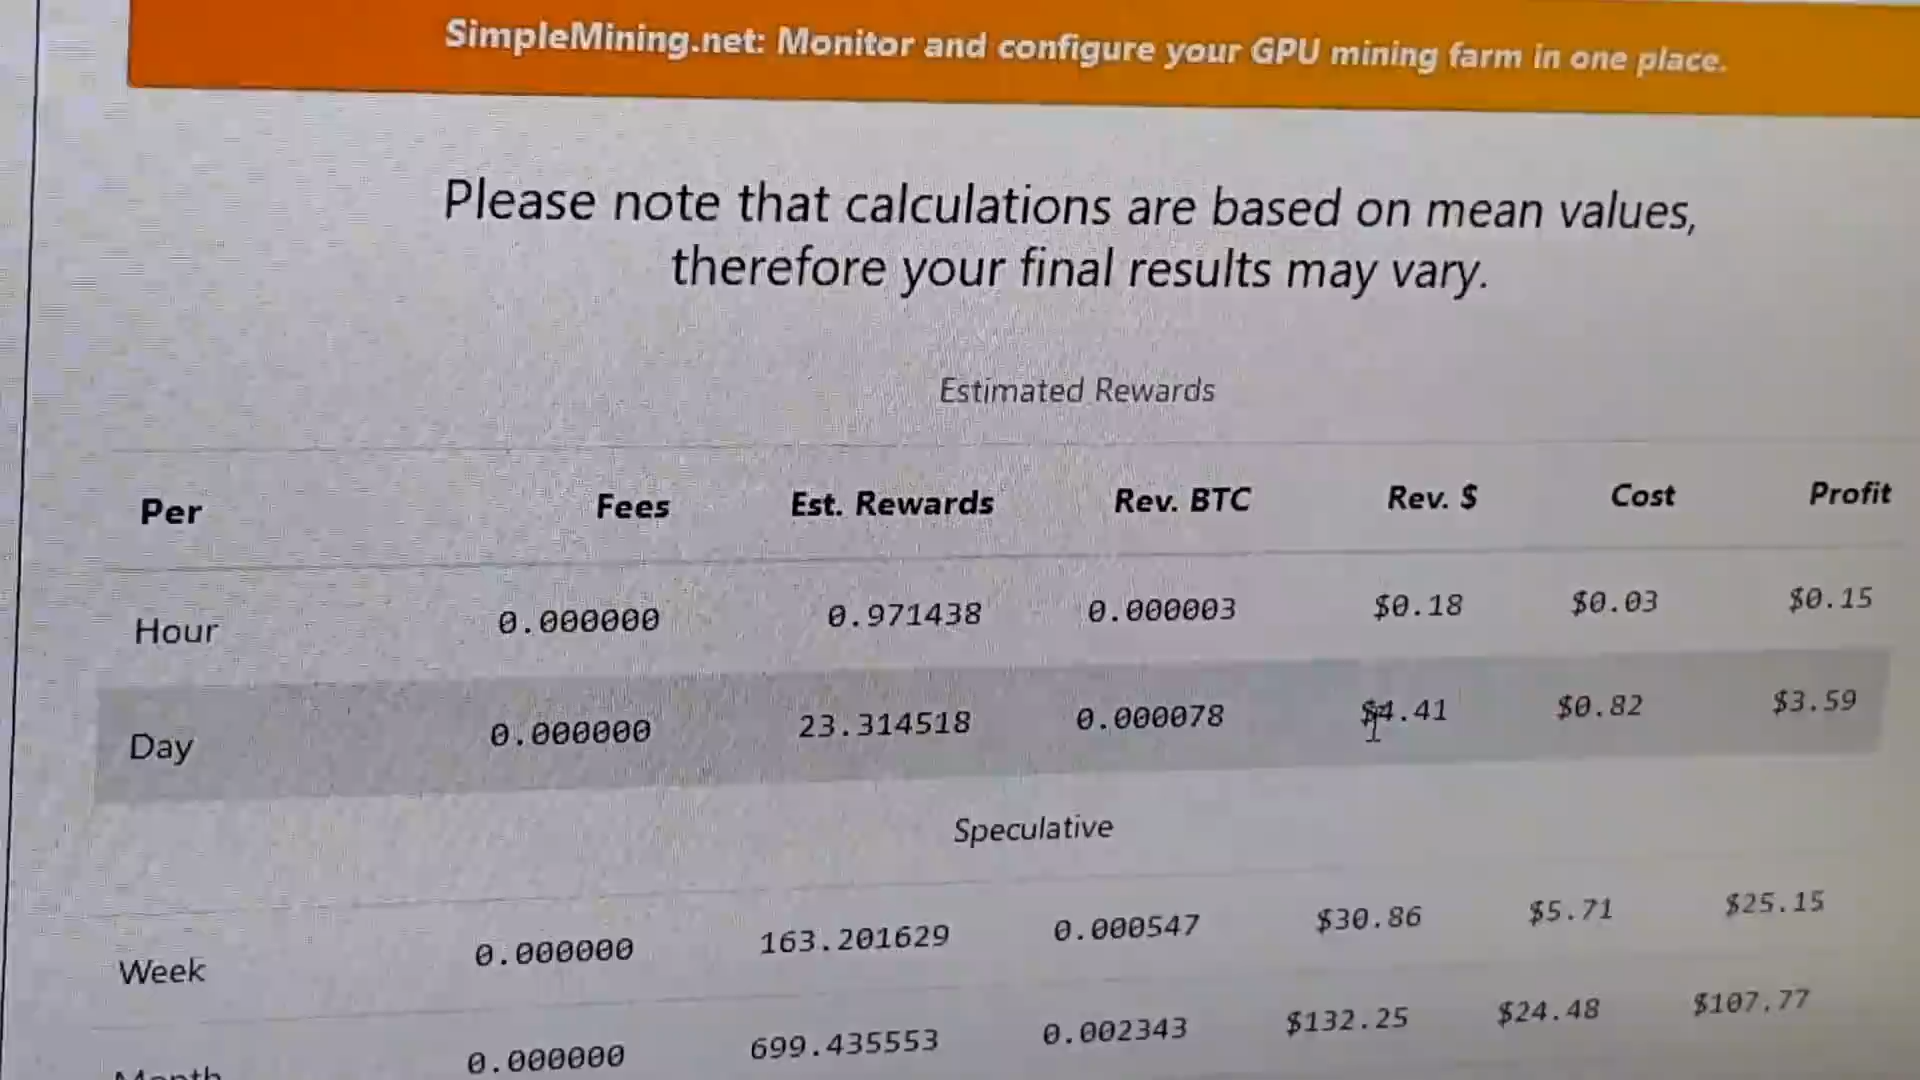 SimpleMining.net: Monitor and configure your GPU mining farm in one place.
Please note that calculations are based on mean values,
therefore your final results may vary.
Estimated Rewards
Per Fees Est. Rewards Rev. BTC Rev. $ Cost Profit
Hour 0.000000 0.971438 0.000003 $0.18 $0.03 $0.15
Day 0.000000 23.314518 0.000078 $4.41 $0.82 $3.59
Speculative
Week 0.000000 163.201629 0.000547 $30.86 $5.71 $25.15
Month 0.000000 699.435553 0.002343 $132.25 $24.48 $107.77